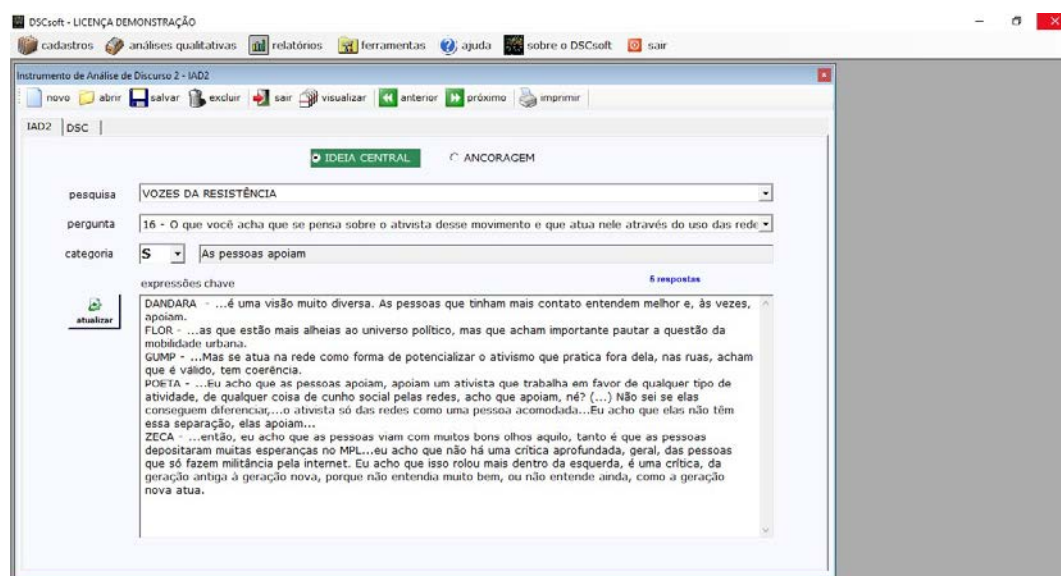 DSCsoft - LICENÇA DEMONSTRAÇÃO
cadastros análises qualitativas relatórios ferramentas ajuda sobre o DSCsoft sair
Instrumento de Análise de Discurso 2 - IAD2
novo abrir salvar excluir sair visualizar anterior próximo imprimir
IAD2 DSC
IDEIA CENTRAL ANCORAGEM
pesquisa VOZES DA RESISTÊNCIA
pergunta 16 - O que você acha que se pensa sobre o ativista desse movimento e que atua nele através do uso das rede
categoria S As pessoas apoiam
expressões chave 6 respostas
atualizar
DANDARA - ...é uma visão muito diversa. As pessoas que tinham mais contato entendem melhor e, às vezes,
apoiam.
FLOR - ...as que estão mais alheias ao universo político, mas que acham importante pautar a questão da
mobilidade urbana.
GUMP - ...Mas se atua na rede como forma de potencializar o ativismo que pratica fora dela, nas ruas, acham
que é válido, tem coerência.
POETA - ...Eu acho que as pessoas apoiam, apoiam um ativista que trabalha em favor de qualquer tipo de
atividade, de qualquer coisa de cunho social pelas redes, acho que apoiam, né? (...) Não sei se elas
conseguem diferenciar,...o ativista só das redes como uma pessoa acomodada...Eu acho que elas não têm
essa separação, elas apoiam...
ZECA - ...então, eu acho que as pessoas viam com muitos bons olhos aquilo, tanto é que as pessoas
depositaram muitas esperanças no MPL...eu acho que não há uma crítica aprofundada, geral, das pessoas
que só fazem militância pela internet. Eu acho que isso rolou mais dentro da esquerda, é uma crítica, da
geração antiga à geração nova, porque não entendia muito bem, ou não entende ainda, como a geração
nova atua.